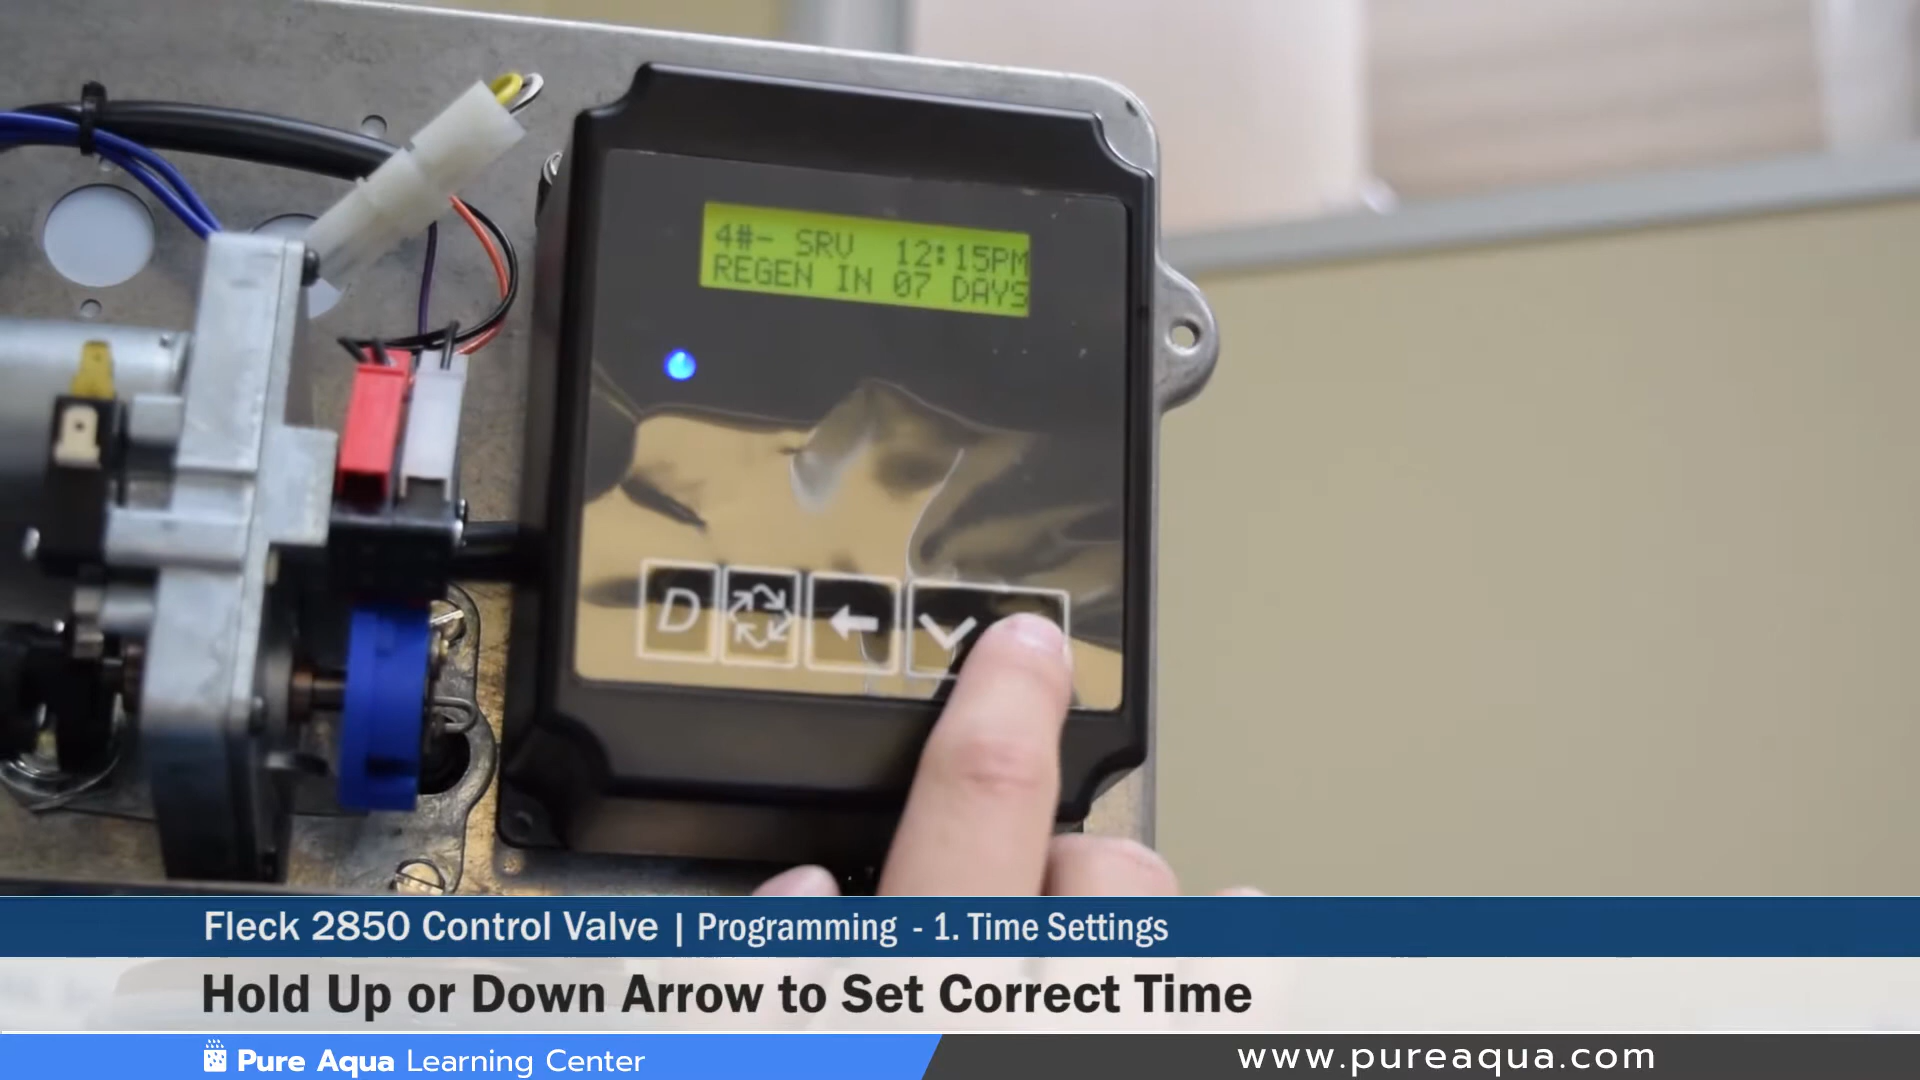 4#- SRV 12:15PM
REGEN IN 07 DAYS
D
Fleck 2850 Control Valve | Programming - 1. Time Settings
Hold Up or Down Arrow to Set Correct Time
Pure Aqua Learning Center
www.pureaqua.com